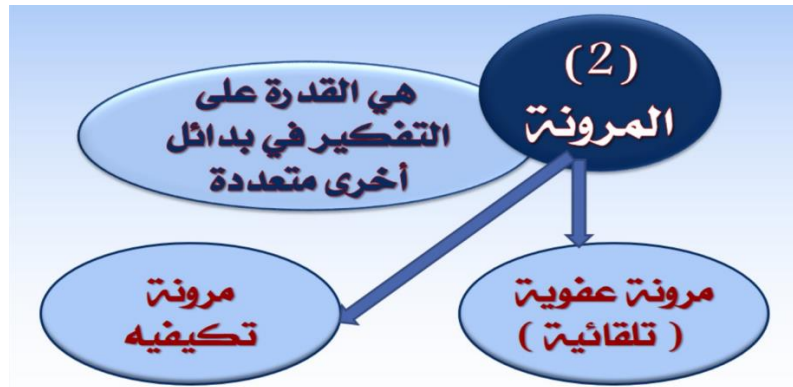 (2)
المرونة
هي القدرة على
التفكير في بدائل
أخرى متعددة
مرونة عفوية
( تلقائية )
مرونة
تكيفيه